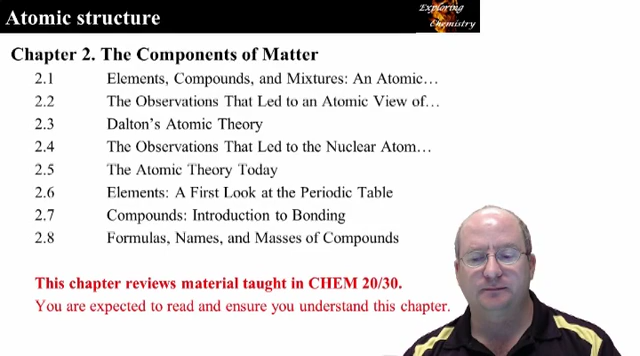 Atomic structure
Exploring
Chemistry
Chapter 2. The Components of Matter
2.1 Elements, Compounds, and Mixtures: An Atomic…
2.2 The Observations That Led to an Atomic View of…
2.3 Dalton’s Atomic Theory
2.4 The Observations That Led to the Nuclear Atom…
2.5 The Atomic Theory Today
2.6 Elements: A First Look at the Periodic Table
2.7 Compounds: Introduction to Bonding
2.8 Formulas, Names, and Masses of Compounds
This chapter reviews material taught in CHEM 20/30.
You are expected to read and ensure you understand this chapter.